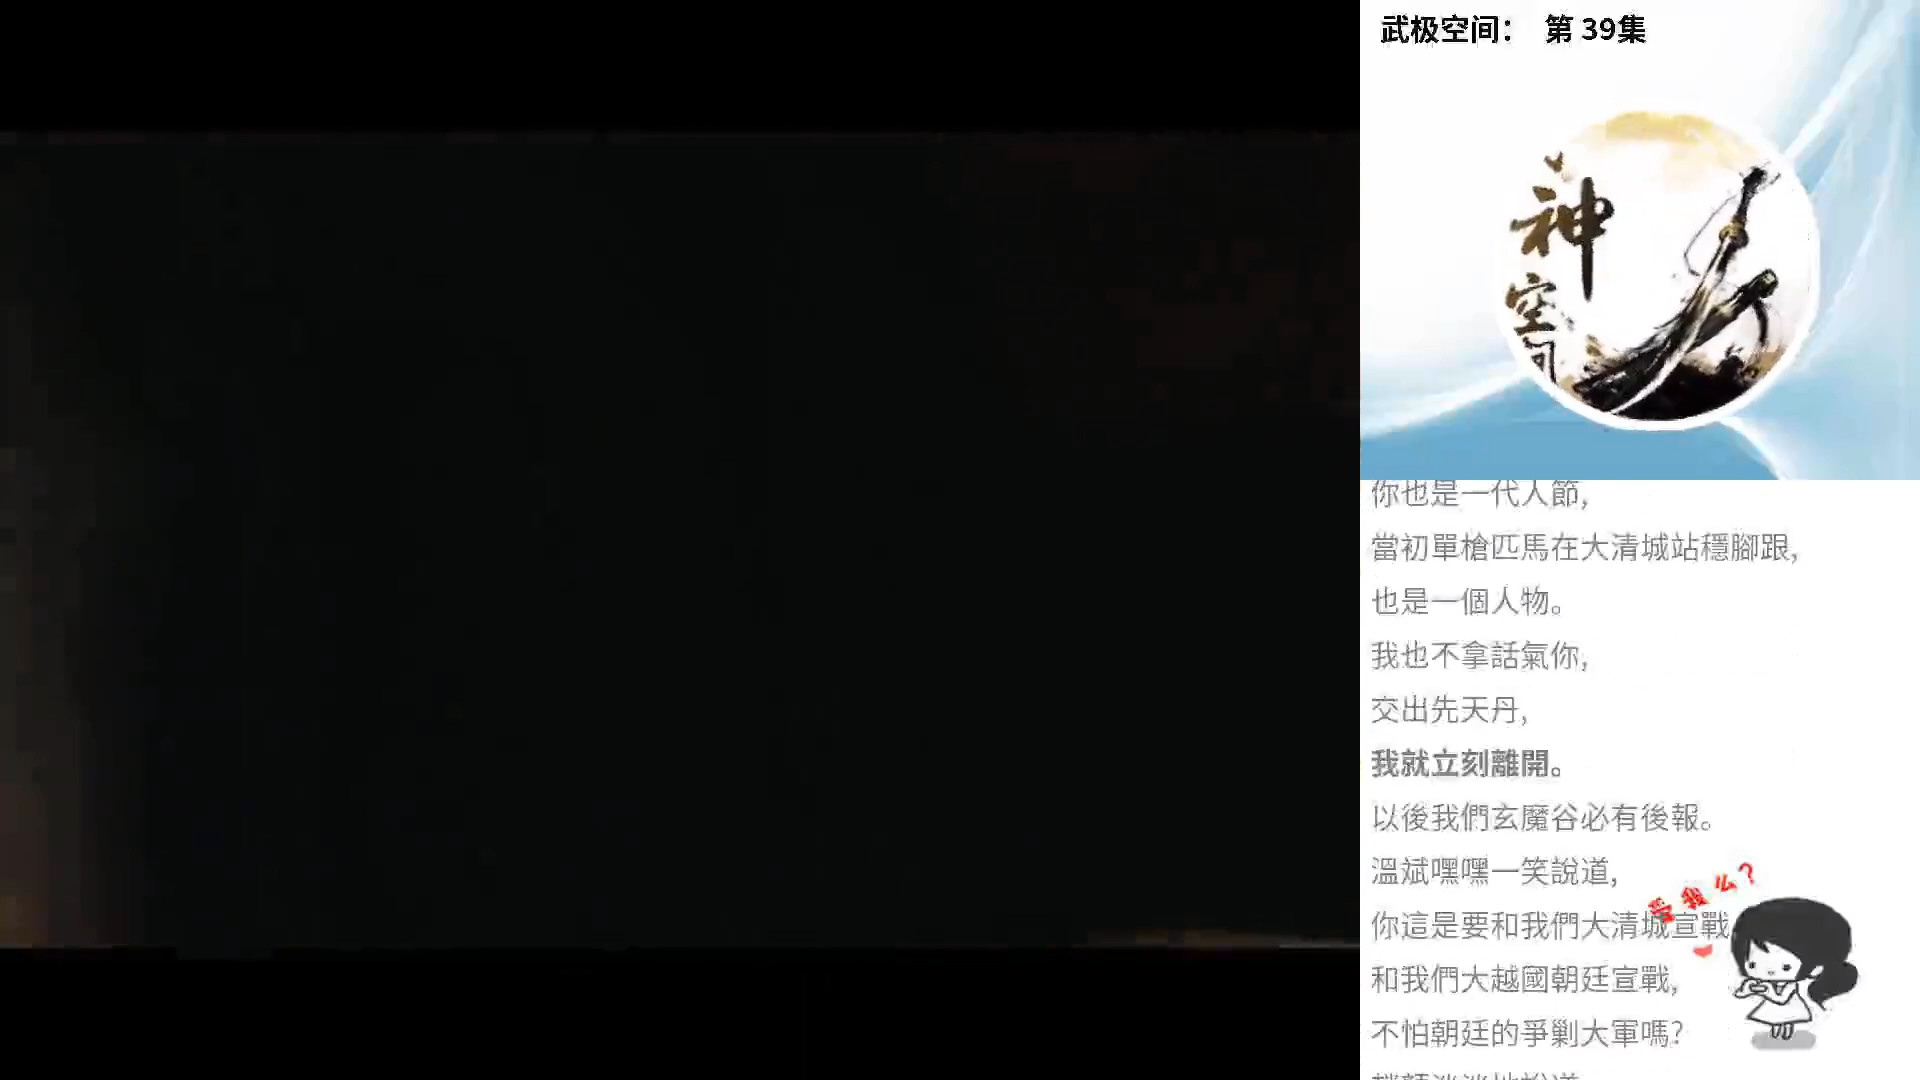 武极空间： 第 39集
神
空间
你也是一代人節,
當初單槍匹馬在大清城站穩腳跟,
也是一個人物。
我也不拿話氣你,
交出先天丹,
我就立刻離開。
以後我們玄魔谷必有後報。
溫斌嘿嘿一笑說道,
爱我么?
你這是要和我們大清城宣戰
和我們大越國朝廷宣戰,
不怕朝廷的爭剿大軍嗎?